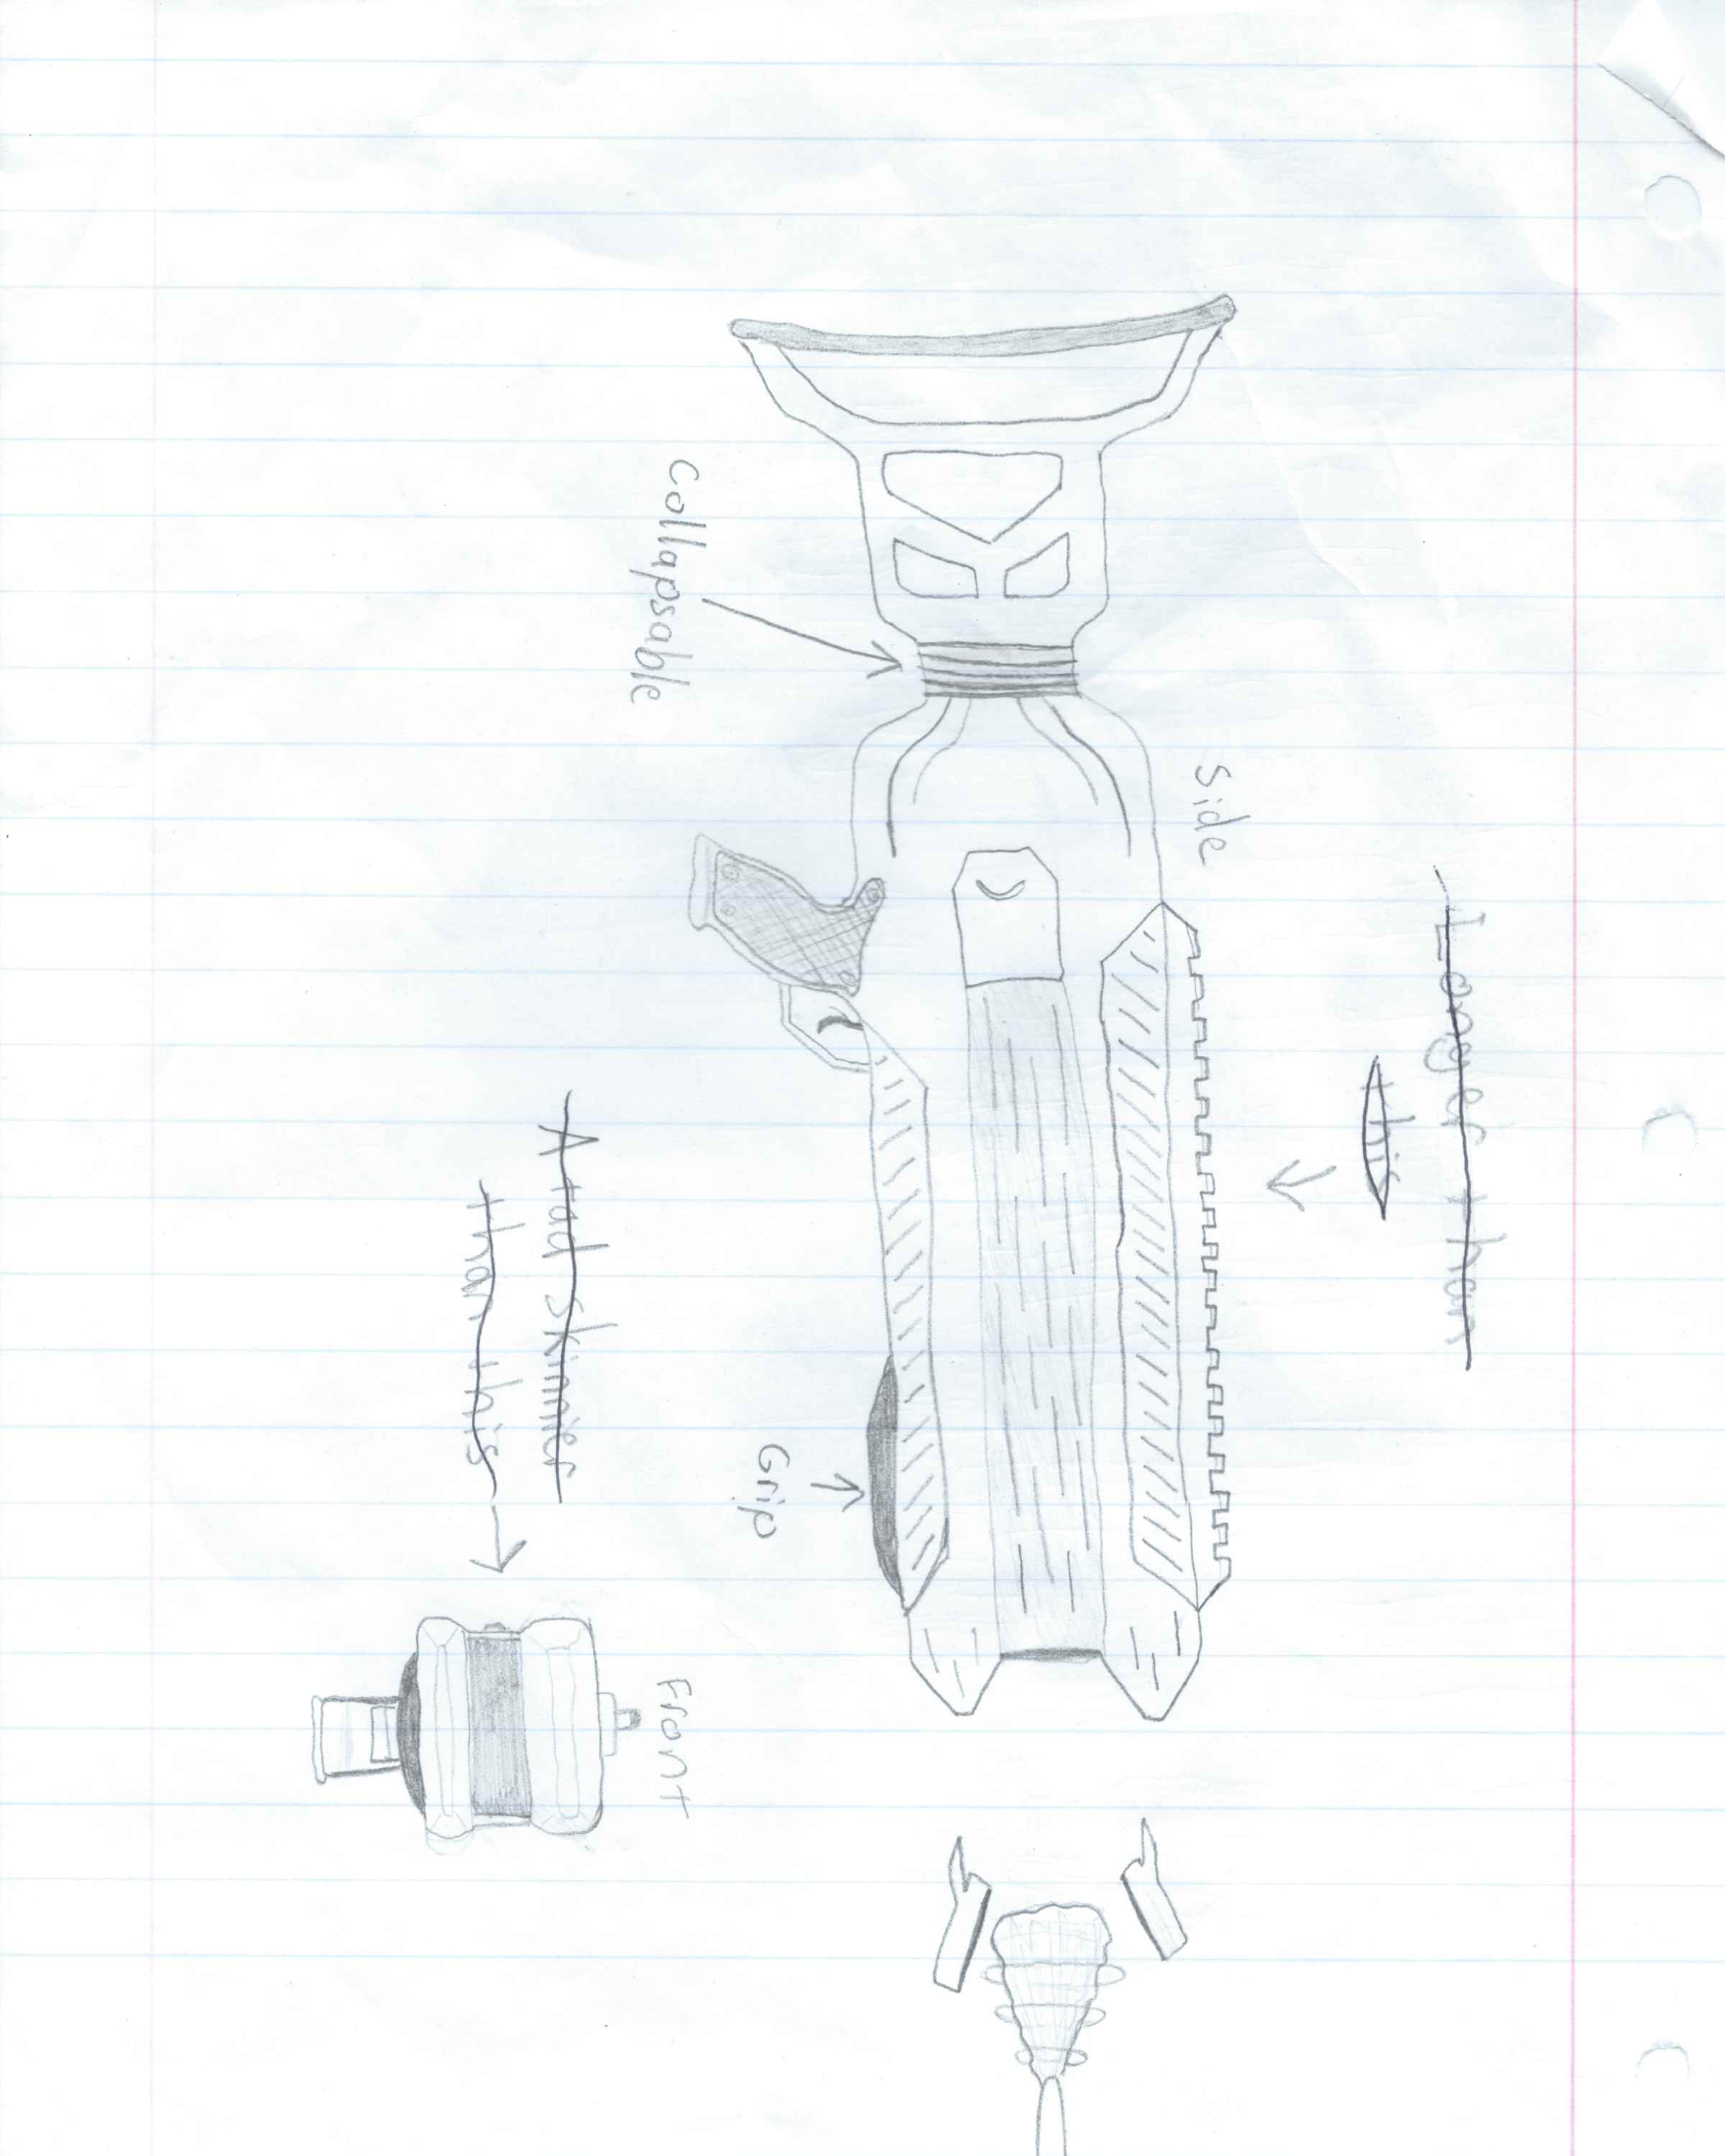 Longer than
this
Side
Grip
Collapsable
Front
A tad skinnier
than this